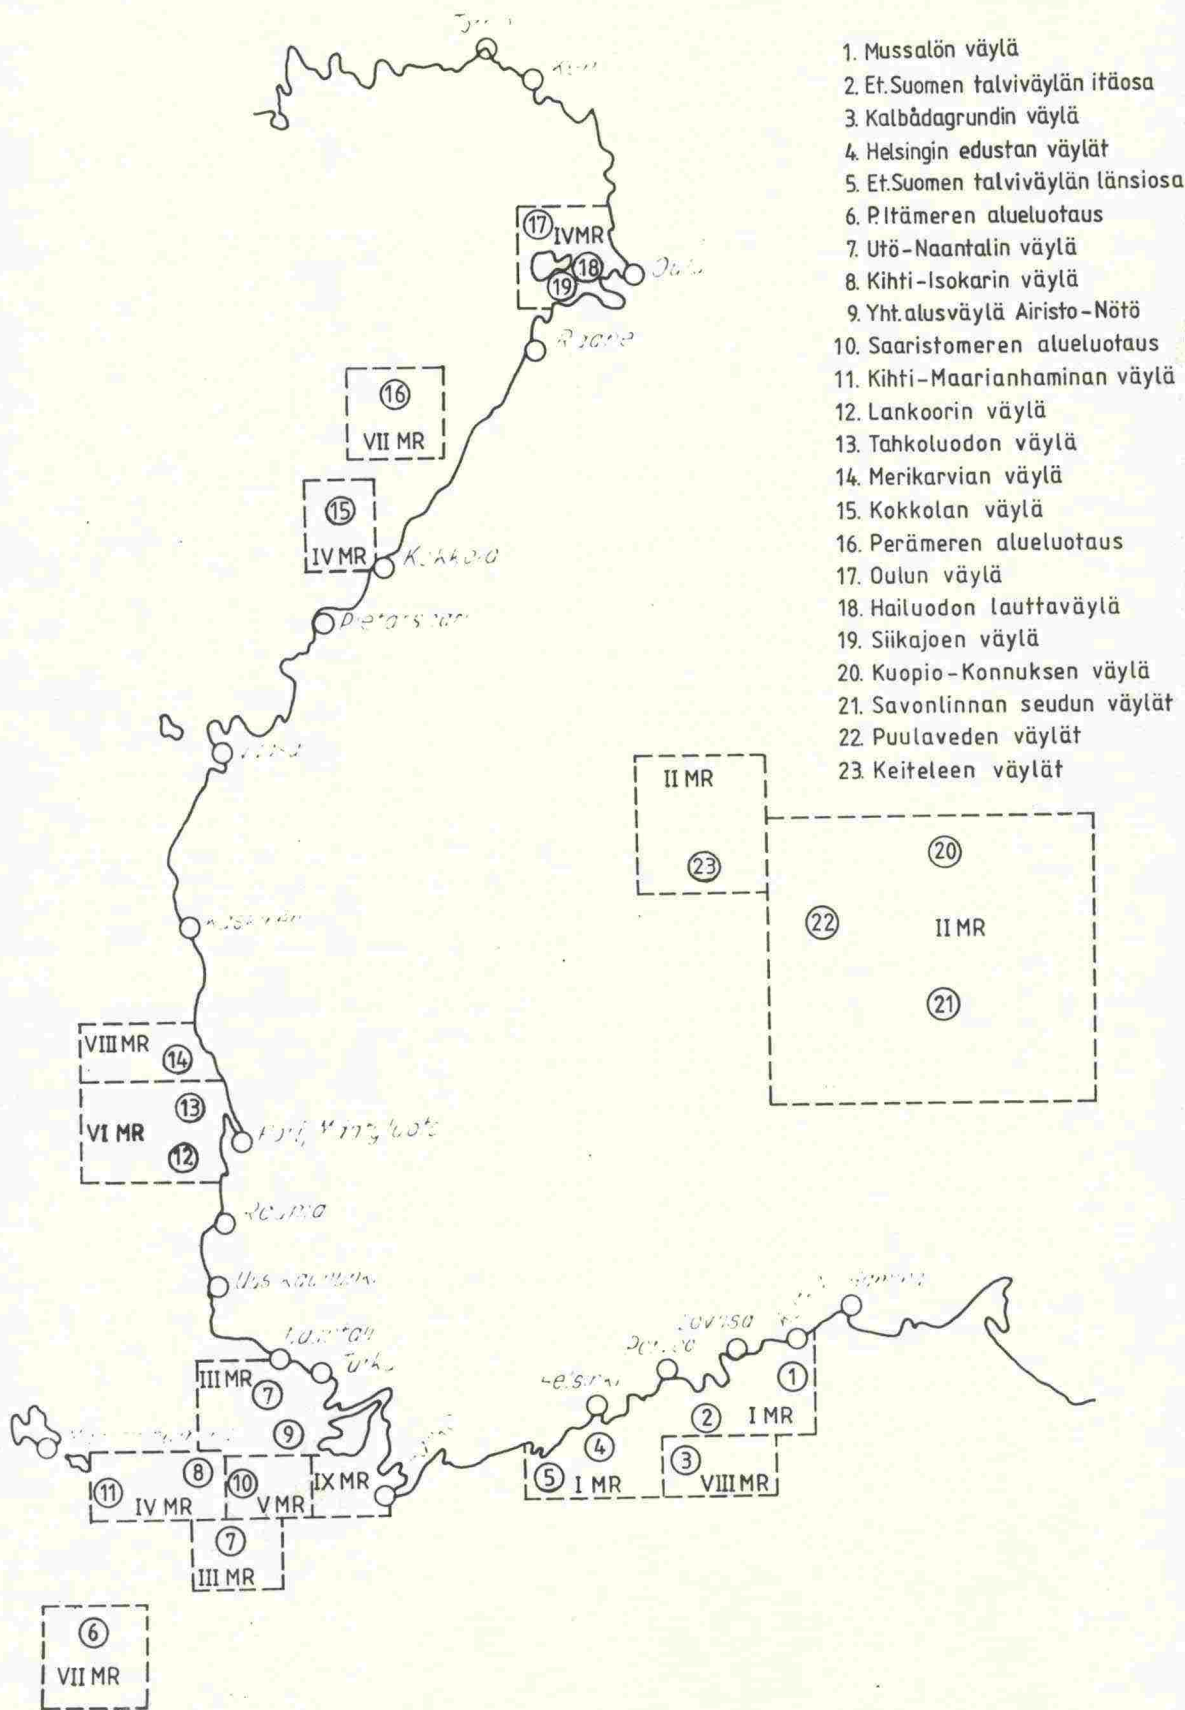 1. Mussalön väylä
2. Et.Suomen talviväylän itäosa
3. Kalbådagrundin väylä
4. Helsingin edustan väylät
5. Et.Suomen talviväylän länsiosa
6. P.Itämeren alueluotaus
7. Utö-Naantalin väylä
8. Kihti-Isokarin väylä
9. Yht.alusväylä Airisto-Nötö
10. Saaristomeren alueluotaus
11. Kihti-Maarianhaminan väylä
12. Lankoorin väylä
13. Tahkoluodon väylä
14. Merikarvian väylä
15. Kokkolan väylä
16. Perämeren alueluotaus
17. Oulun väylä
18. Hailuodon lauttaväylä
19. Siikajoen väylä
20. Kuopio-Konnuksen väylä
21. Savonlinnan seudun väylät
22. Puulaveden väylät
23. Keiteleen väylät
17
IV MR
18
19
Oulu
Raahe
16
VII MR
15
IV MR
Kokkola
Pietarsaari
II MR
23
20
22
II MR
21
VIII MR
14
13
VI MR
12
Rauma
Uusikaupunki
Turku
III MR
7
9
8
11
IV MR
10
V MR
IX MR
7
III MR
6
VII MR
Helsinki
Loviisa
1
2
I MR
4
3
5
I MR
VIII MR